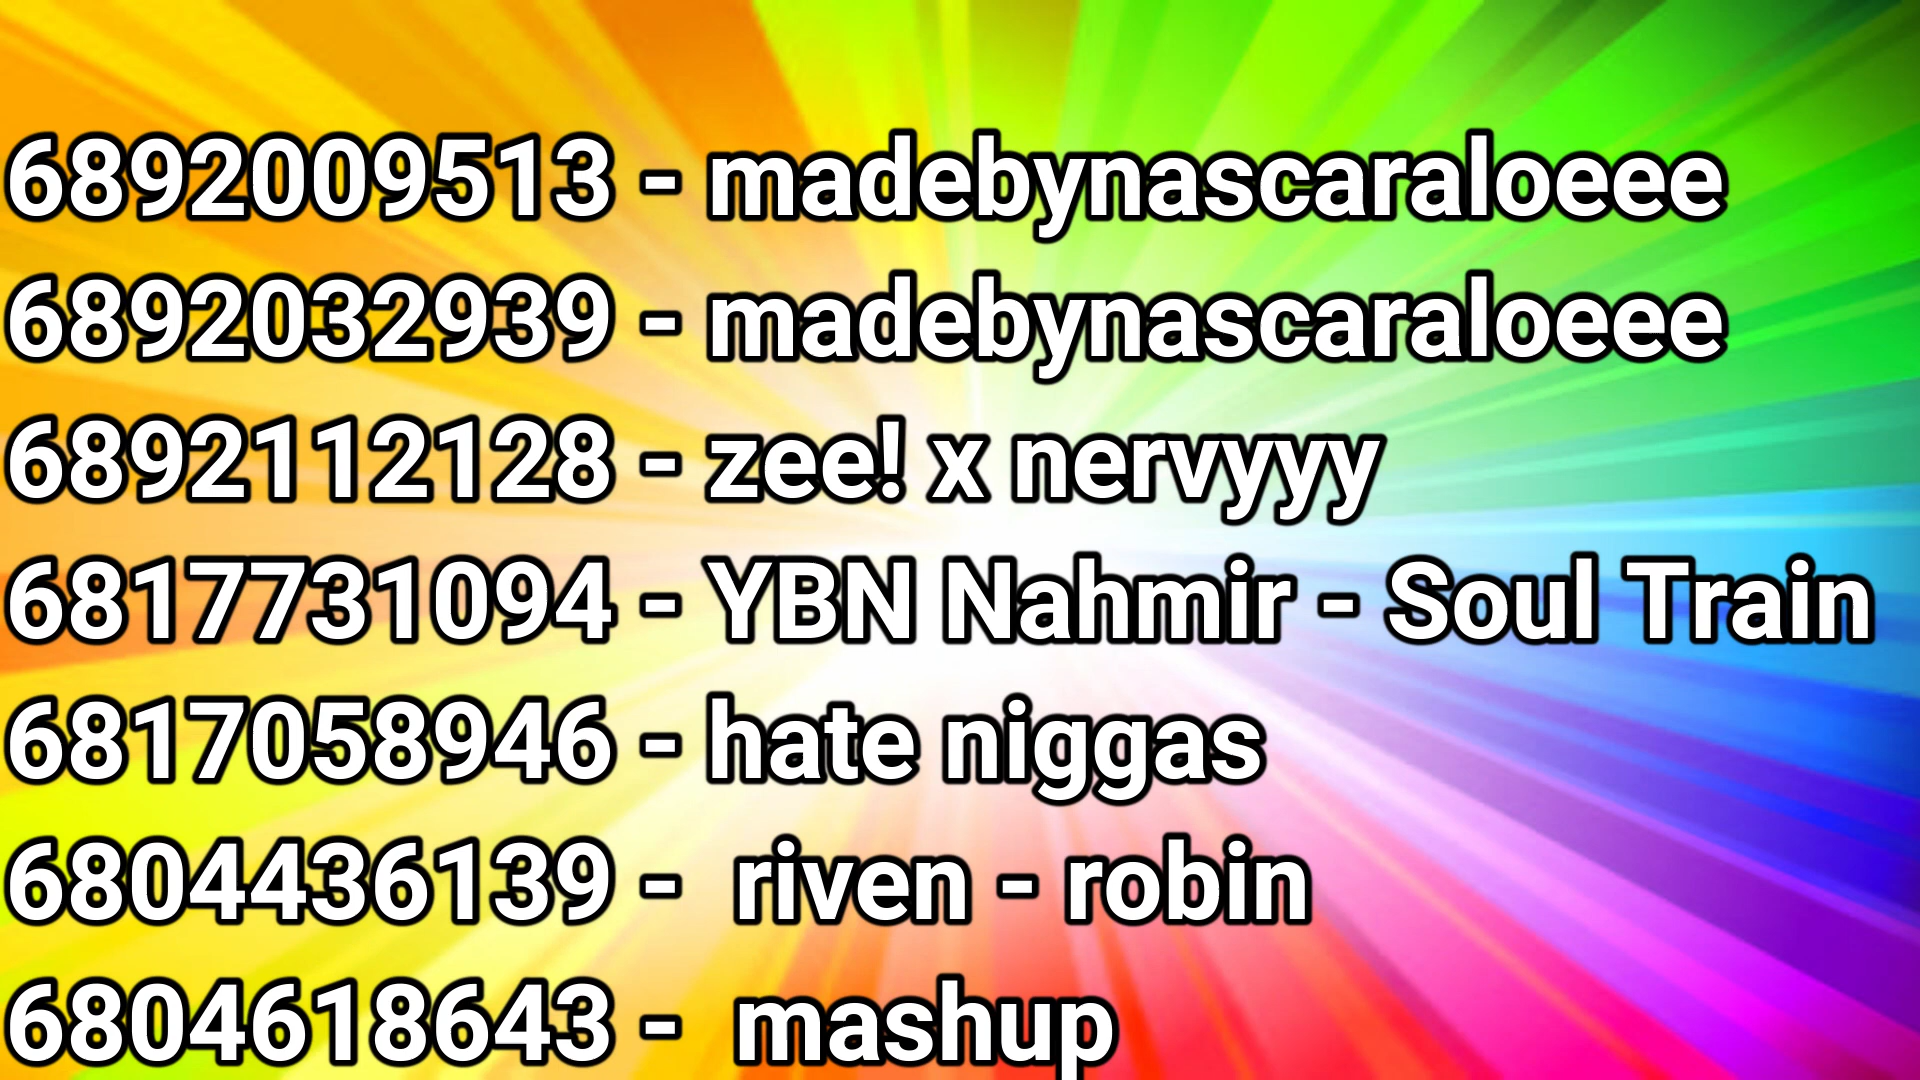 6892009513 - madebynascaraloeee
6892032939 - madebynascaraloeee
6892112128 - zee! x nervyyy
6817731094 - YBN Nahmir - Soul Train
6817058946 - hate niggas
6804436139 - riven - robin
6804618643 - mashup